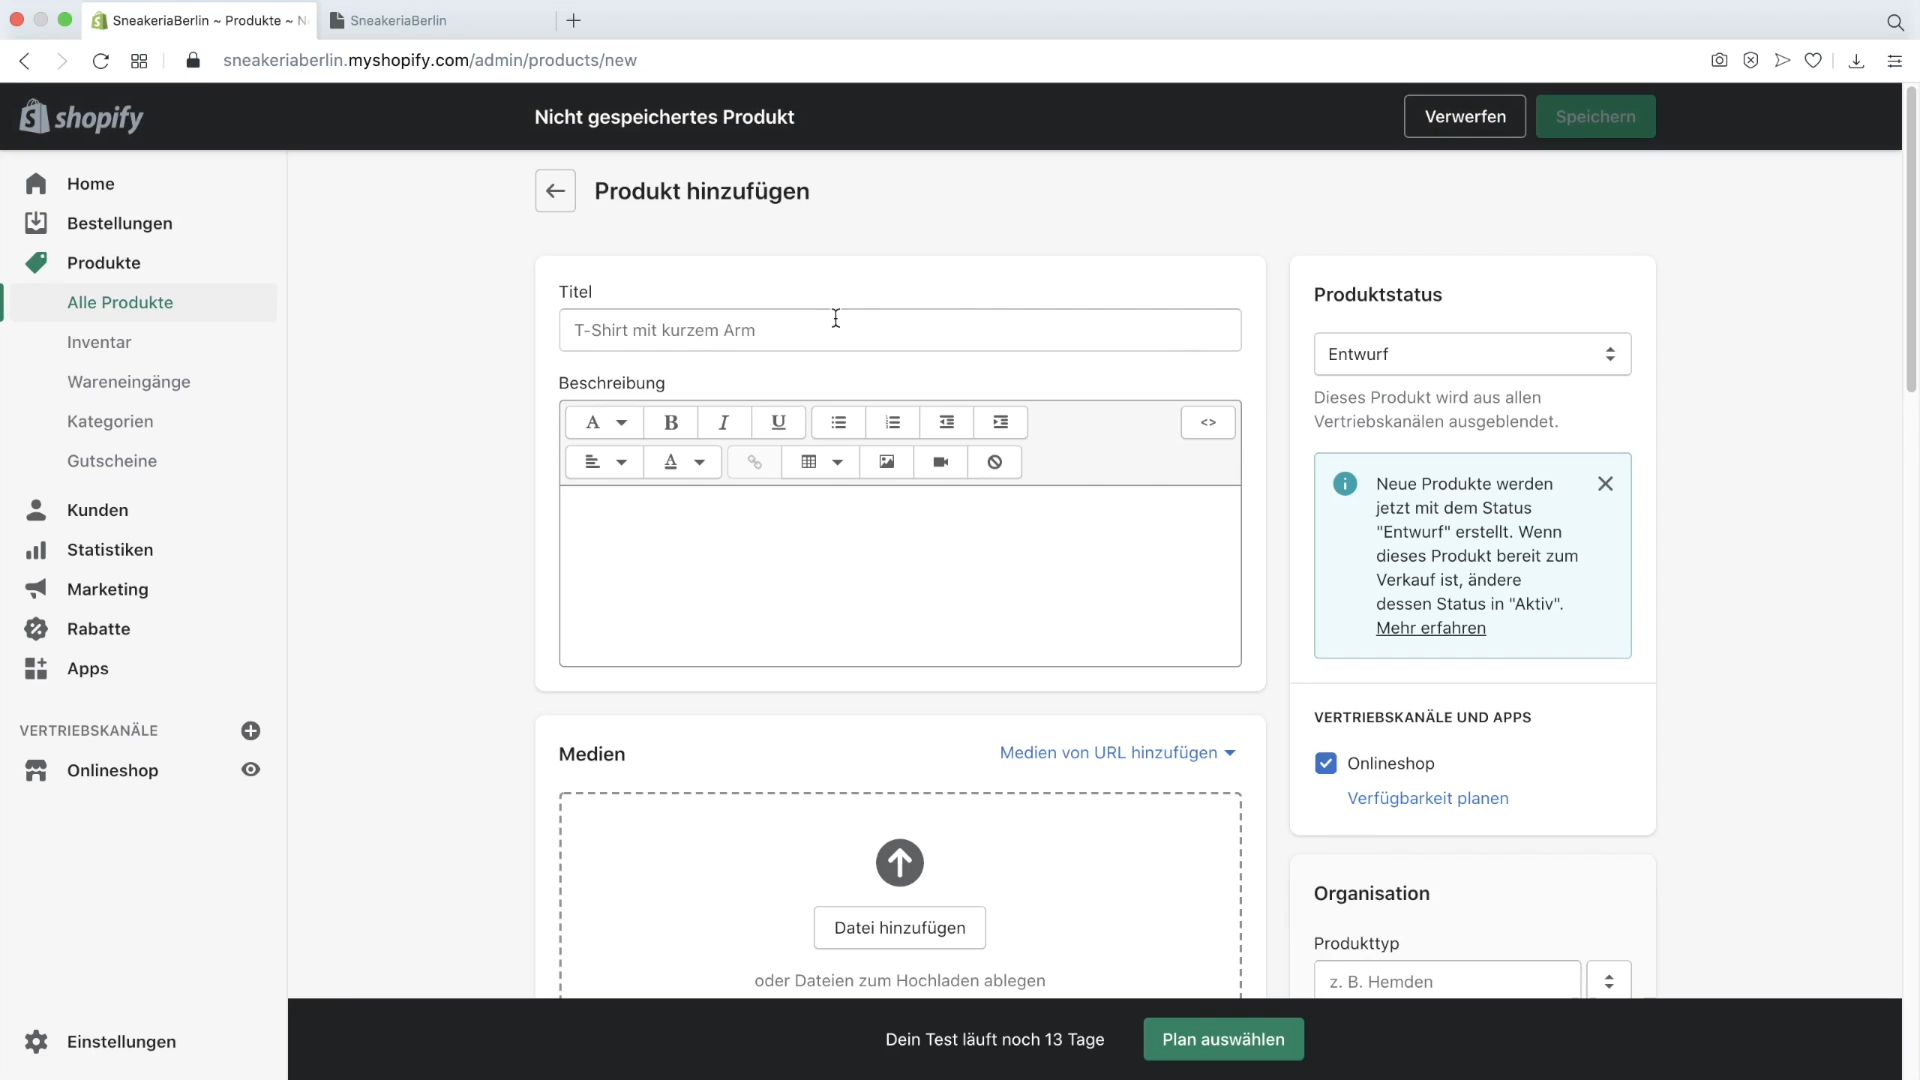 SneakeriaBerlin ~ Produkte ~ N
SneakeriaBerlin
sneakeriaberlin.myshopify.com/admin/products/new
shopify
Nicht gespeichertes Produkt
Verwerfen
Speichern
Home
Bestellungen
Produkte
Alle Produkte
Inventar
Wareneingänge
Kategorien
Gutscheine
Kunden
Statistiken
Marketing
Rabatte
Apps
VERTRIEBSKANÄLE
Onlineshop
Einstellungen
Produkt hinzufügen
Titel
T-Shirt mit kurzem Arm
Beschreibung
A B I U <>
A
Medien
Medien von URL hinzufügen
Datei hinzufügen
oder Dateien zum Hochladen ablegen
Produktstatus
Entwurf
Dieses Produkt wird aus allen
Vertriebskanälen ausgeblendet.
Neue Produkte werden
jetzt mit dem Status
"Entwurf" erstellt. Wenn
dieses Produkt bereit zum
Verkauf ist, ändere
dessen Status in "Aktiv".
Mehr erfahren
VERTRIEBSKANÄLE UND APPS
Onlineshop
Verfügbarkeit planen
Organisation
Produkttyp
z. B. Hemden
Dein Test läuft noch 13 Tage
Plan auswählen